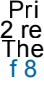 Pri
2 re
The
f 8